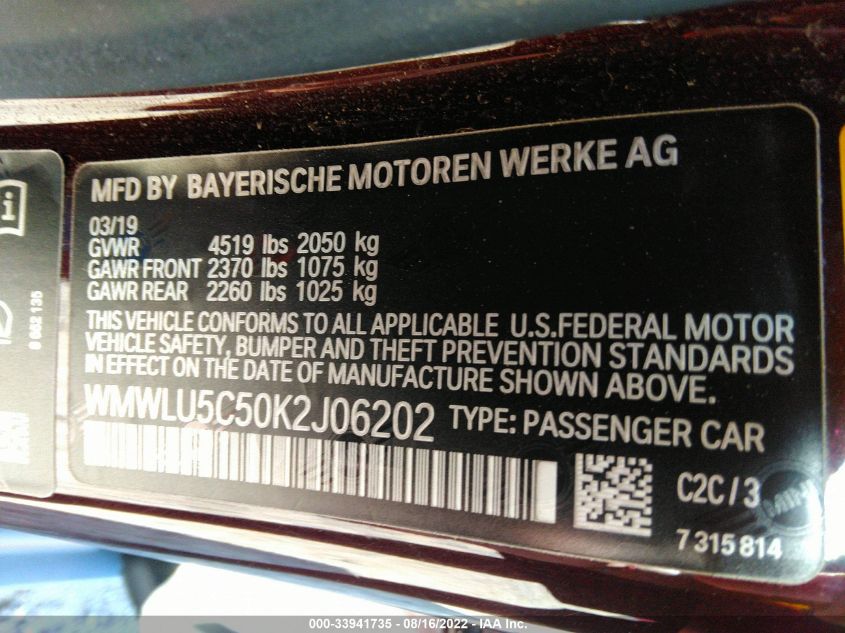 MFD BY BAYERISCHE MOTOREN WERKE AG
03/19
GVWR 4519 lbs 2050 kg
GAWR FRONT 2370 lbs 1075 kg
GAWR REAR 2260 lbs 1025 kg
THIS VEHICLE CONFORMS TO ALL APPLICABLE U.S.FEDERAL MOTOR
VEHICLE SAFETY, BUMPER AND THEFT PREVENTION STANDARDS
IN EFFECT ON THE DATE OF MANUFACTURE SHOWN ABOVE.
WMWLU5C50K2J06202 TYPE: PASSENGER CAR
C2C / 3
7 315 814
MINI
000-33941735 - 08/16/2022 - IAA Inc.